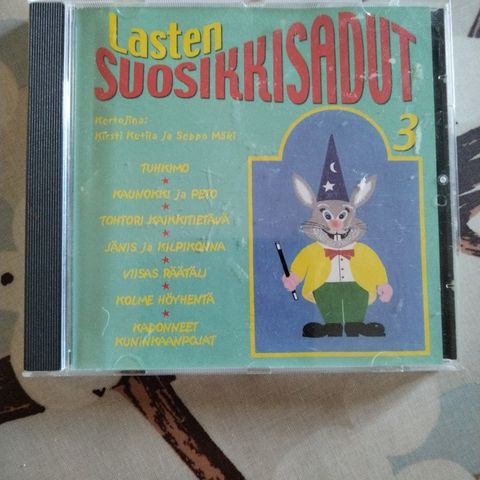 Lasten
SUOSIKKISADUT
3
Kertojina:
Kirsti Ketila ja Seppo Mäki
TUHKIMO
KAUNOKKI ja PETO
TOHTORI KAIKKITIETÄVÄ
JÄNIS ja KILPIKONNA
VIISAS RÄÄTÄLI
KOLME HÖYHENTÄ
KADONNEET
KUNINKAANPOJAT